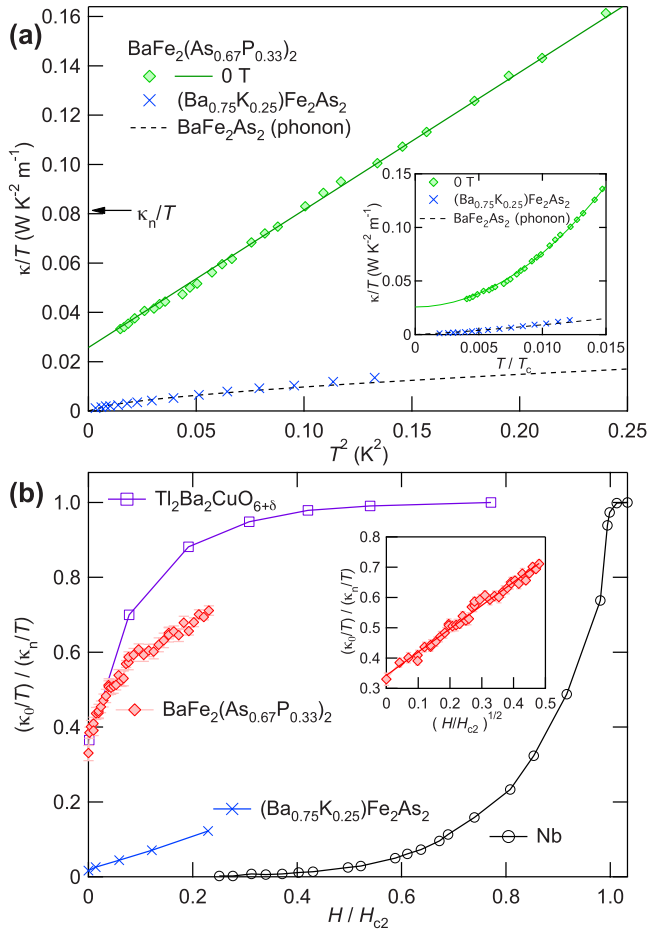 (a)
BaFe₂(As₀.₆₇P₀.₃₃)₂
0 T
(Ba₀.₇₅K₀.₂₅)Fe₂As₂
BaFe₂As₂ (phonon)
κₙ/T
κ/T (W K⁻² m⁻¹)
0.16
0.14
0.12
0.10
0.08
0.06
0.04
0.02
0
0
0.05
0.10
0.15
0.20
0.25
T² (K²)
0 T
(Ba₀.₇₅K₀.₂₅)Fe₂As₂
BaFe₂As₂ (phonon)
κ/T (W K⁻² m⁻¹)
0.15
0.10
0.05
0
0
0.005
0.010
0.015
T / Tc
(b)
Tl₂Ba₂CuO₆₊δ
BaFe₂(As₀.₆₇P₀.₃₃)₂
(Ba₀.₇₅K₀.₂₅)Fe₂As₂
Nb
(κ₀/T) / (κₙ/T)
1.0
0.8
0.6
0.4
0.2
0
0
0.2
0.4
0.6
0.8
1.0
H / Hc2
(κ₀/T) / (κₙ/T)
0.8
0.7
0.6
0.5
0.4
0.3
0
0.1
0.2
0.3
0.4
0.5
(H/Hc2)^1/2